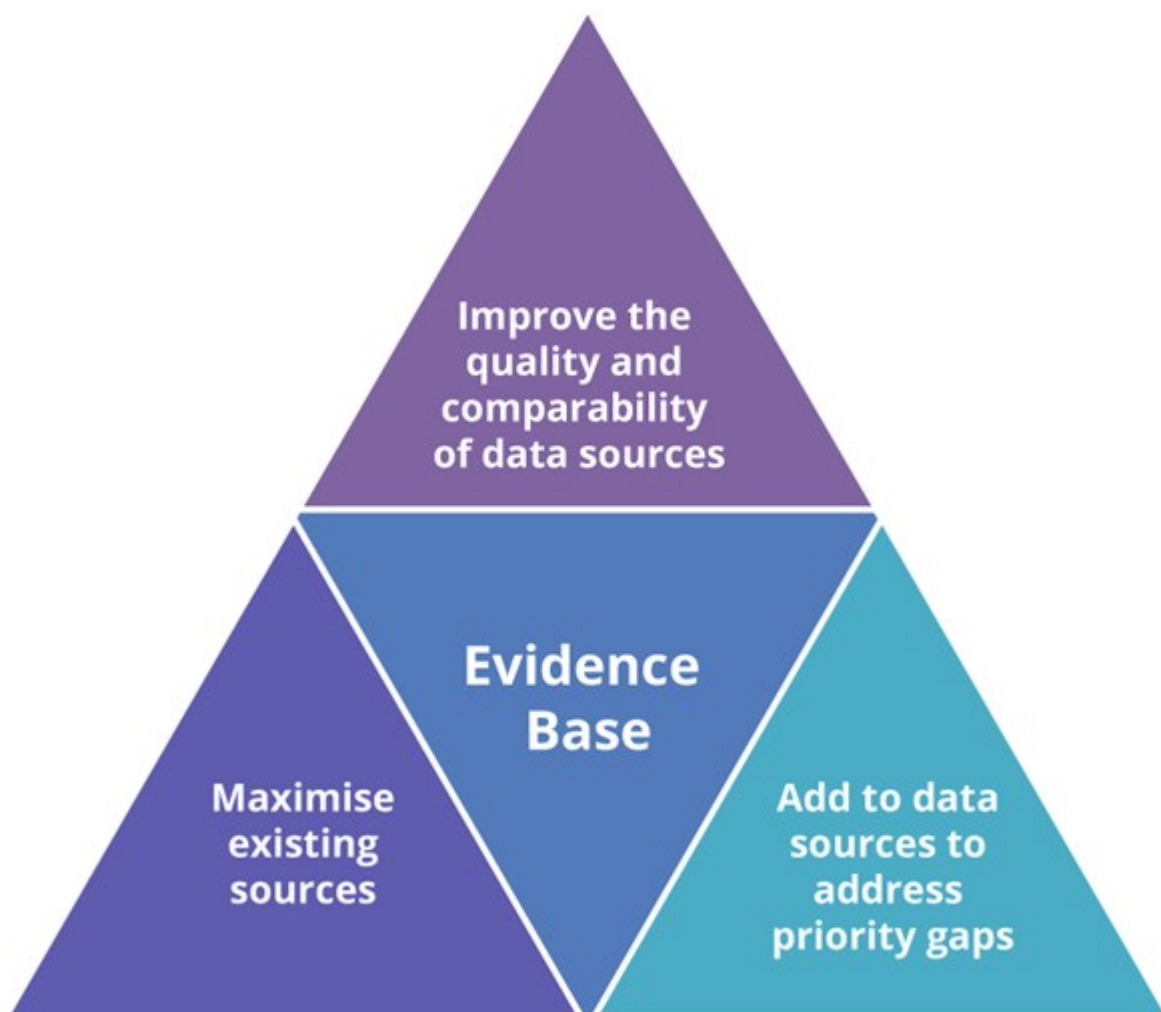 Improve the
quality and
comparability
of data sources
Evidence
Base
Maximise
existing
sources
Add to data
sources to
address
priority gaps